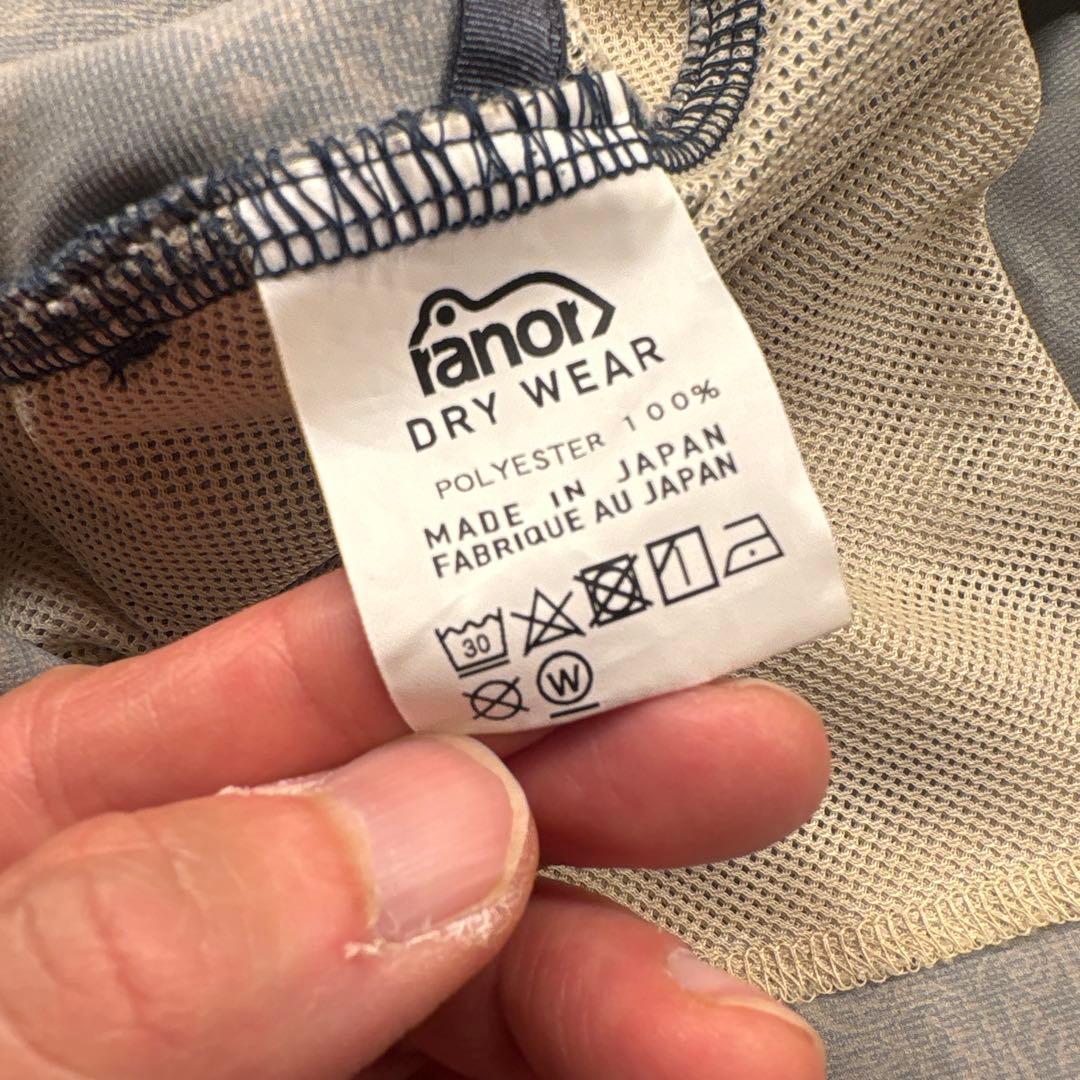 ranor
DRY WEAR
POLYESTER 100%
MADE IN JAPAN
FABRIQUE AU JAPAN
30
W